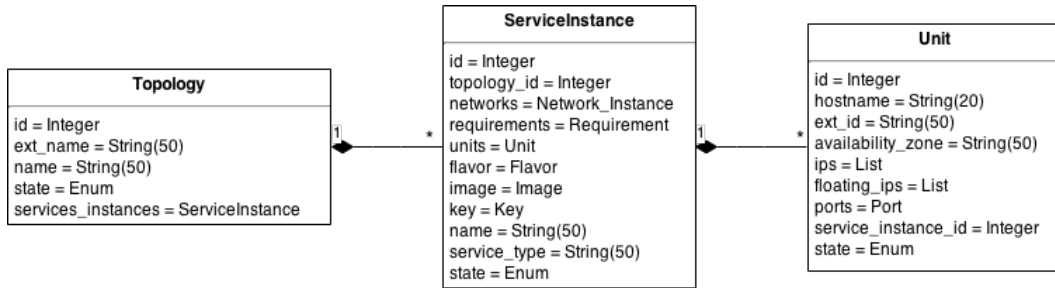 Topology
id = Integer
ext_name = String(50)
name = String(50)
state = Enum
services_instances = ServiceInstance
1
*
ServiceInstance
id = Integer
topology_id = Integer
networks = Network_Instance
requirements = Requirement
units = Unit
flavor = Flavor
image = Image
key = Key
name = String(50)
service_type = String(50)
state = Enum
1
*
Unit
id = Integer
hostname = String(20)
ext_id = String(50)
availability_zone = String(50)
ips = List
floating_ips = List
ports = Port
service_instance_id = Integer
state = Enum